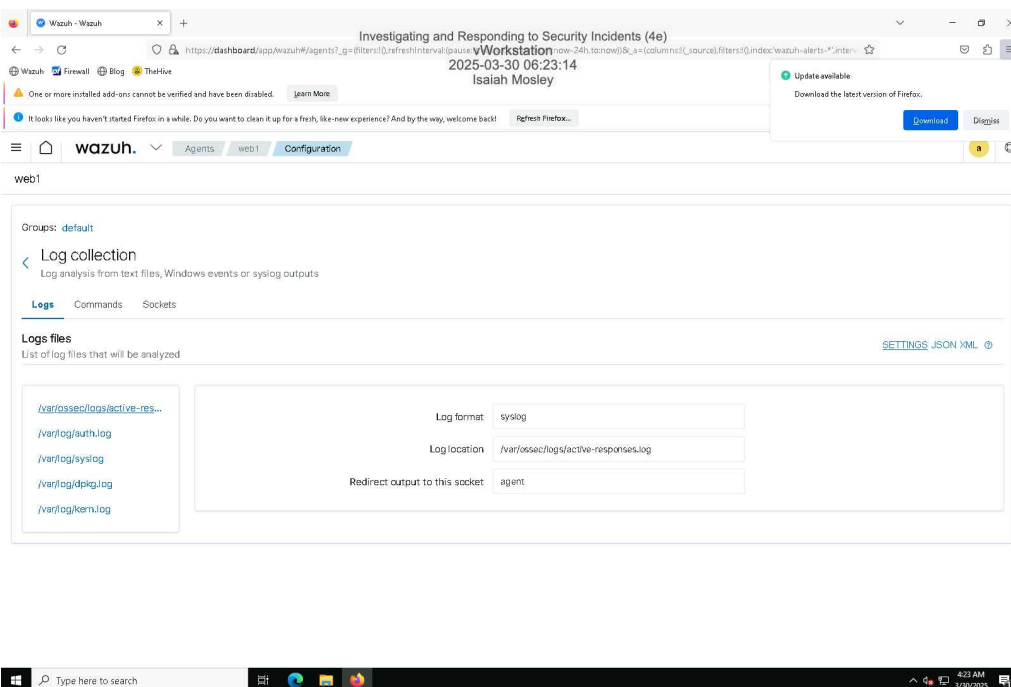 Wazuh - Wazuh
Investigating and Responding to Security Incidents (4e)
vWorkstation
2025-03-30 06:23:14
Isaiah Mosley
https://dashboard/app/wazuh#/agents?_g=(filters:!(),refreshInterval:(pause: now-24h,to:now))&_a=(columns:!(_source),filters:!(),index:'wazuh-alerts-*',interv
Wazuh Firewall Blog TheHive
Update available
Download the latest version of Firefox.
Download Dismiss
One or more installed add-ons cannot be verified and have been disabled. Learn More
It looks like you haven't started Firefox in a while. Do you want to clean it up for a fresh, like-new experience? And by the way, welcome back! Refresh Firefox...
wazuh. Agents web1 Configuration a
web1
Groups: default
Log collection
Log analysis from text files, Windows events or syslog outputs
Logs Commands Sockets
Logs files
List of log files that will be analyzed
SETTINGS JSON XML
/var/ossec/logs/active-res...
/var/log/auth.log
/var/log/syslog
/var/log/dpkg.log
/var/log/kern.log
Log format syslog
Log location /var/ossec/logs/active-responses.log
Redirect output to this socket agent
Type here to search
4:23 AM
3/30/2025